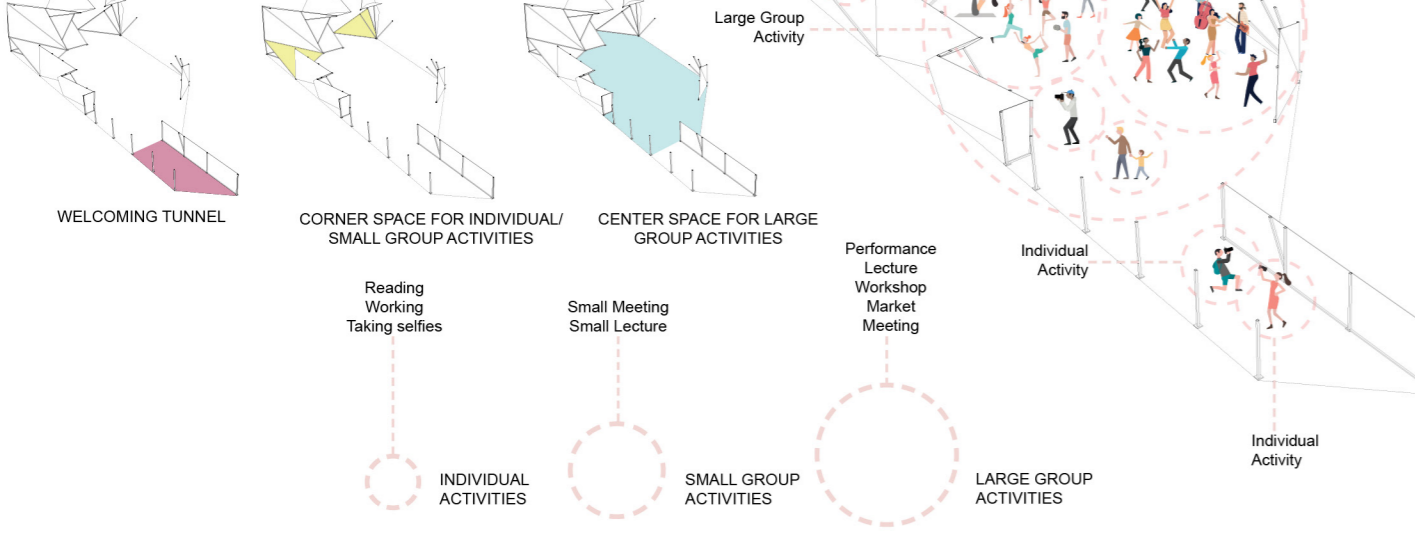 Large Group
Activity
WELCOMING TUNNEL
CORNER SPACE FOR INDIVIDUAL/
SMALL GROUP ACTIVITIES
CENTER SPACE FOR LARGE
GROUP ACTIVITIES
Individual
Activity
Reading
Working
Taking selfies
Small Meeting
Small Lecture
Performance
Lecture
Workshop
Market
Meeting
Individual
Activity
INDIVIDUAL
ACTIVITIES
SMALL GROUP
ACTIVITIES
LARGE GROUP
ACTIVITIES